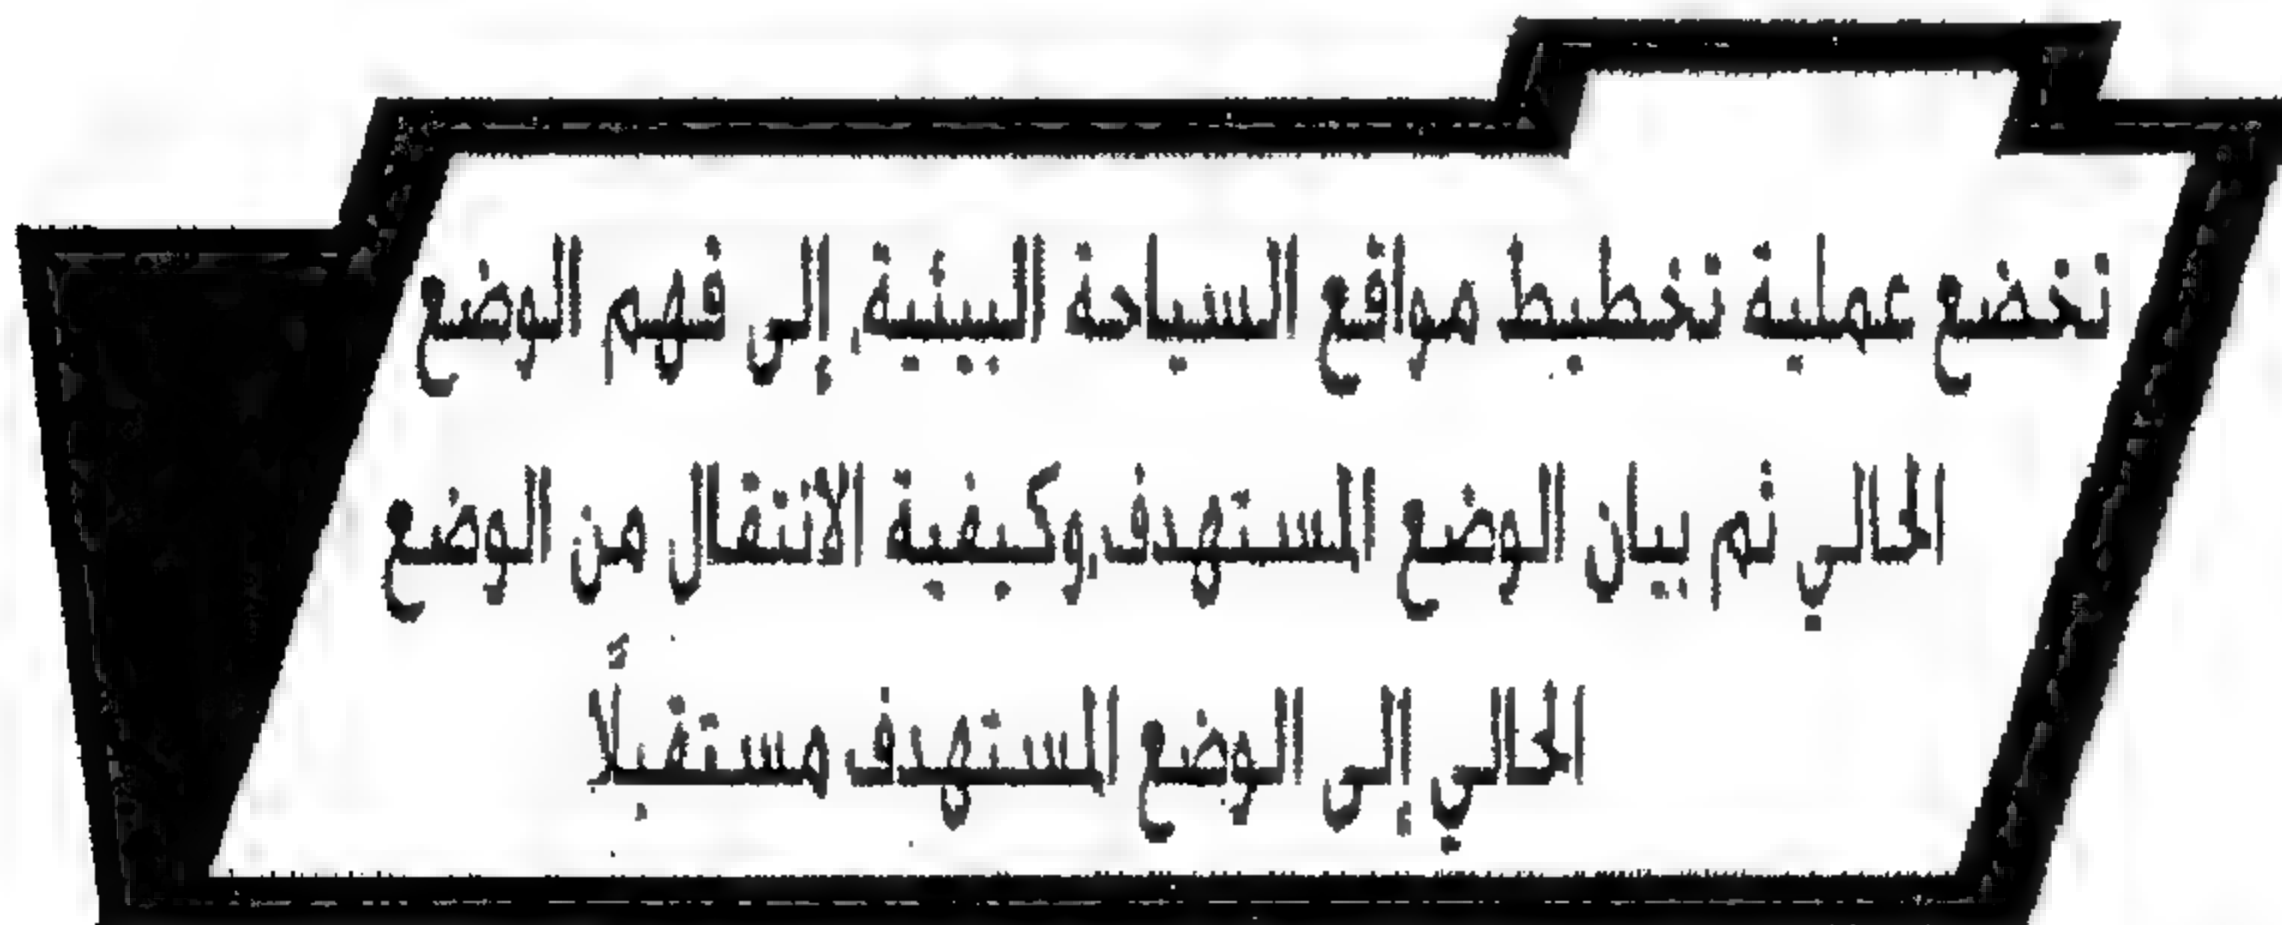 تخضع عملية تخطيط مواقع السياحة البيئية، إلى فهم الوضع
الحالي ثم بيان الوضع المستهدف، وكيفية الانتقال من الوضع
الحالي إلى الوضع المستهدف مستقبلاً